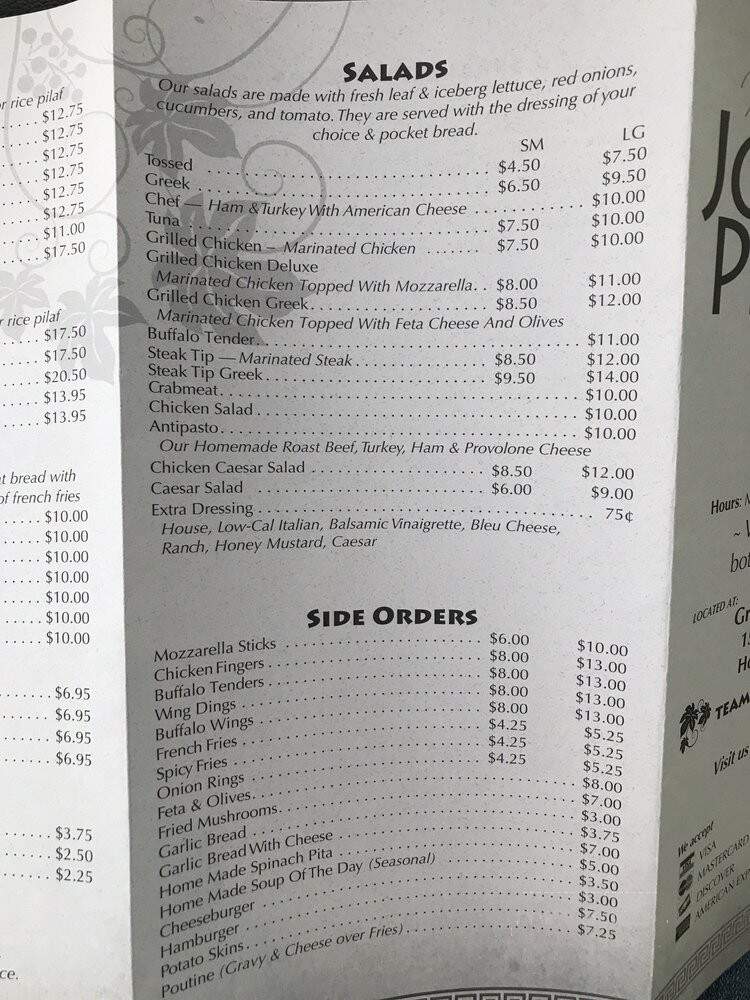 r rice pilaf
$12.75
$12.75
$12.75
$12.75
$12.75
$12.75
$11.00
$17.50
r rice pilaf
$17.50
$17.50
$20.50
$13.95
$13.95
t bread with
of french fries
$10.00
$10.00
$10.00
$10.00
$10.00
$10.00
$10.00
$6.95
$6.95
$6.95
$6.95
$3.75
$2.50
$2.25
ce.
SALADS
Our salads are made with fresh leaf & iceberg lettuce, red onions,
cucumbers, and tomato. They are served with the dressing of your
choice & pocket bread.
SM LG
Tossed $4.50 $7.50
Greek $6.50 $9.50
Chef — Ham & Turkey With American Cheese $10.00
Tuna $7.50 $10.00
Grilled Chicken – Marinated Chicken $7.50 $10.00
Grilled Chicken Deluxe
Marinated Chicken Topped With Mozzarella $8.00 $11.00
Grilled Chicken Greek $8.50 $12.00
Marinated Chicken Topped With Feta Cheese And Olives
Buffalo Tender $11.00
Steak Tip — Marinated Steak $8.50 $12.00
Steak Tip Greek $9.50 $14.00
Crabmeat $10.00
Chicken Salad $10.00
Antipasto $10.00
Our Homemade Roast Beef, Turkey, Ham & Provolone Cheese
Chicken Caesar Salad $8.50 $12.00
Caesar Salad $6.00 $9.00
Extra Dressing 75¢
House, Low-Cal Italian, Balsamic Vinaigrette, Bleu Cheese,
Ranch, Honey Mustard, Caesar
SIDE ORDERS
Mozzarella Sticks $6.00 $10.00
Chicken Fingers $8.00 $13.00
Buffalo Tenders $8.00 $13.00
Wing Dings $8.00 $13.00
Buffalo Wings $8.00 $13.00
French Fries $4.25 $5.25
Spicy Fries $4.25 $5.25
Onion Rings $4.25 $5.25
Feta & Olives $8.00
Fried Mushrooms $7.00
Garlic Bread $3.00
Garlic Bread With Cheese $3.75
Home Made Spinach Pita $7.00
Home Made Soup Of The Day (Seasonal) $5.00
Cheeseburger $3.50
Hamburger $3.00
Potato Skins $7.50
Poutine (Gravy & Cheese over Fries) $7.25
JO
P
Hours: M
~
bot
LOCATED AT:
Gr
15
Ho
TEAM
Visit us
We accept
VISA
MASTERCARD
DISCOVER
AMERICAN EXP